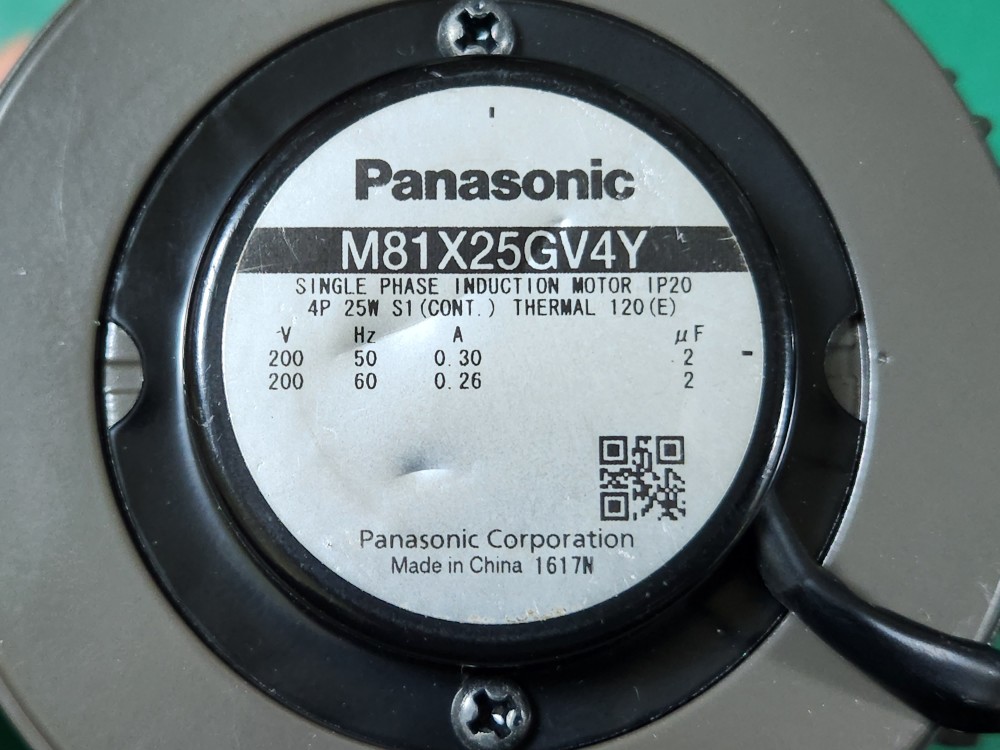 Panasonic
M81X25GV4Y
SINGLE PHASE INDUCTION MOTOR IP20
4P 25W S1(CONT.) THERMAL 120(E)
V Hz A μF
200 50 0.30 2
200 60 0.26 2
Panasonic Corporation
Made in China 1617N